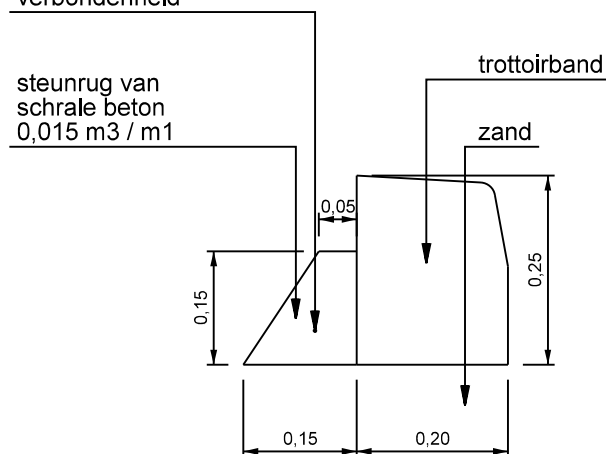 verbondenheid
steunrug van
schrale beton
0,015 m3 / m1
trottoirband
zand
0,05
0,15
0,25
0,15
0,20